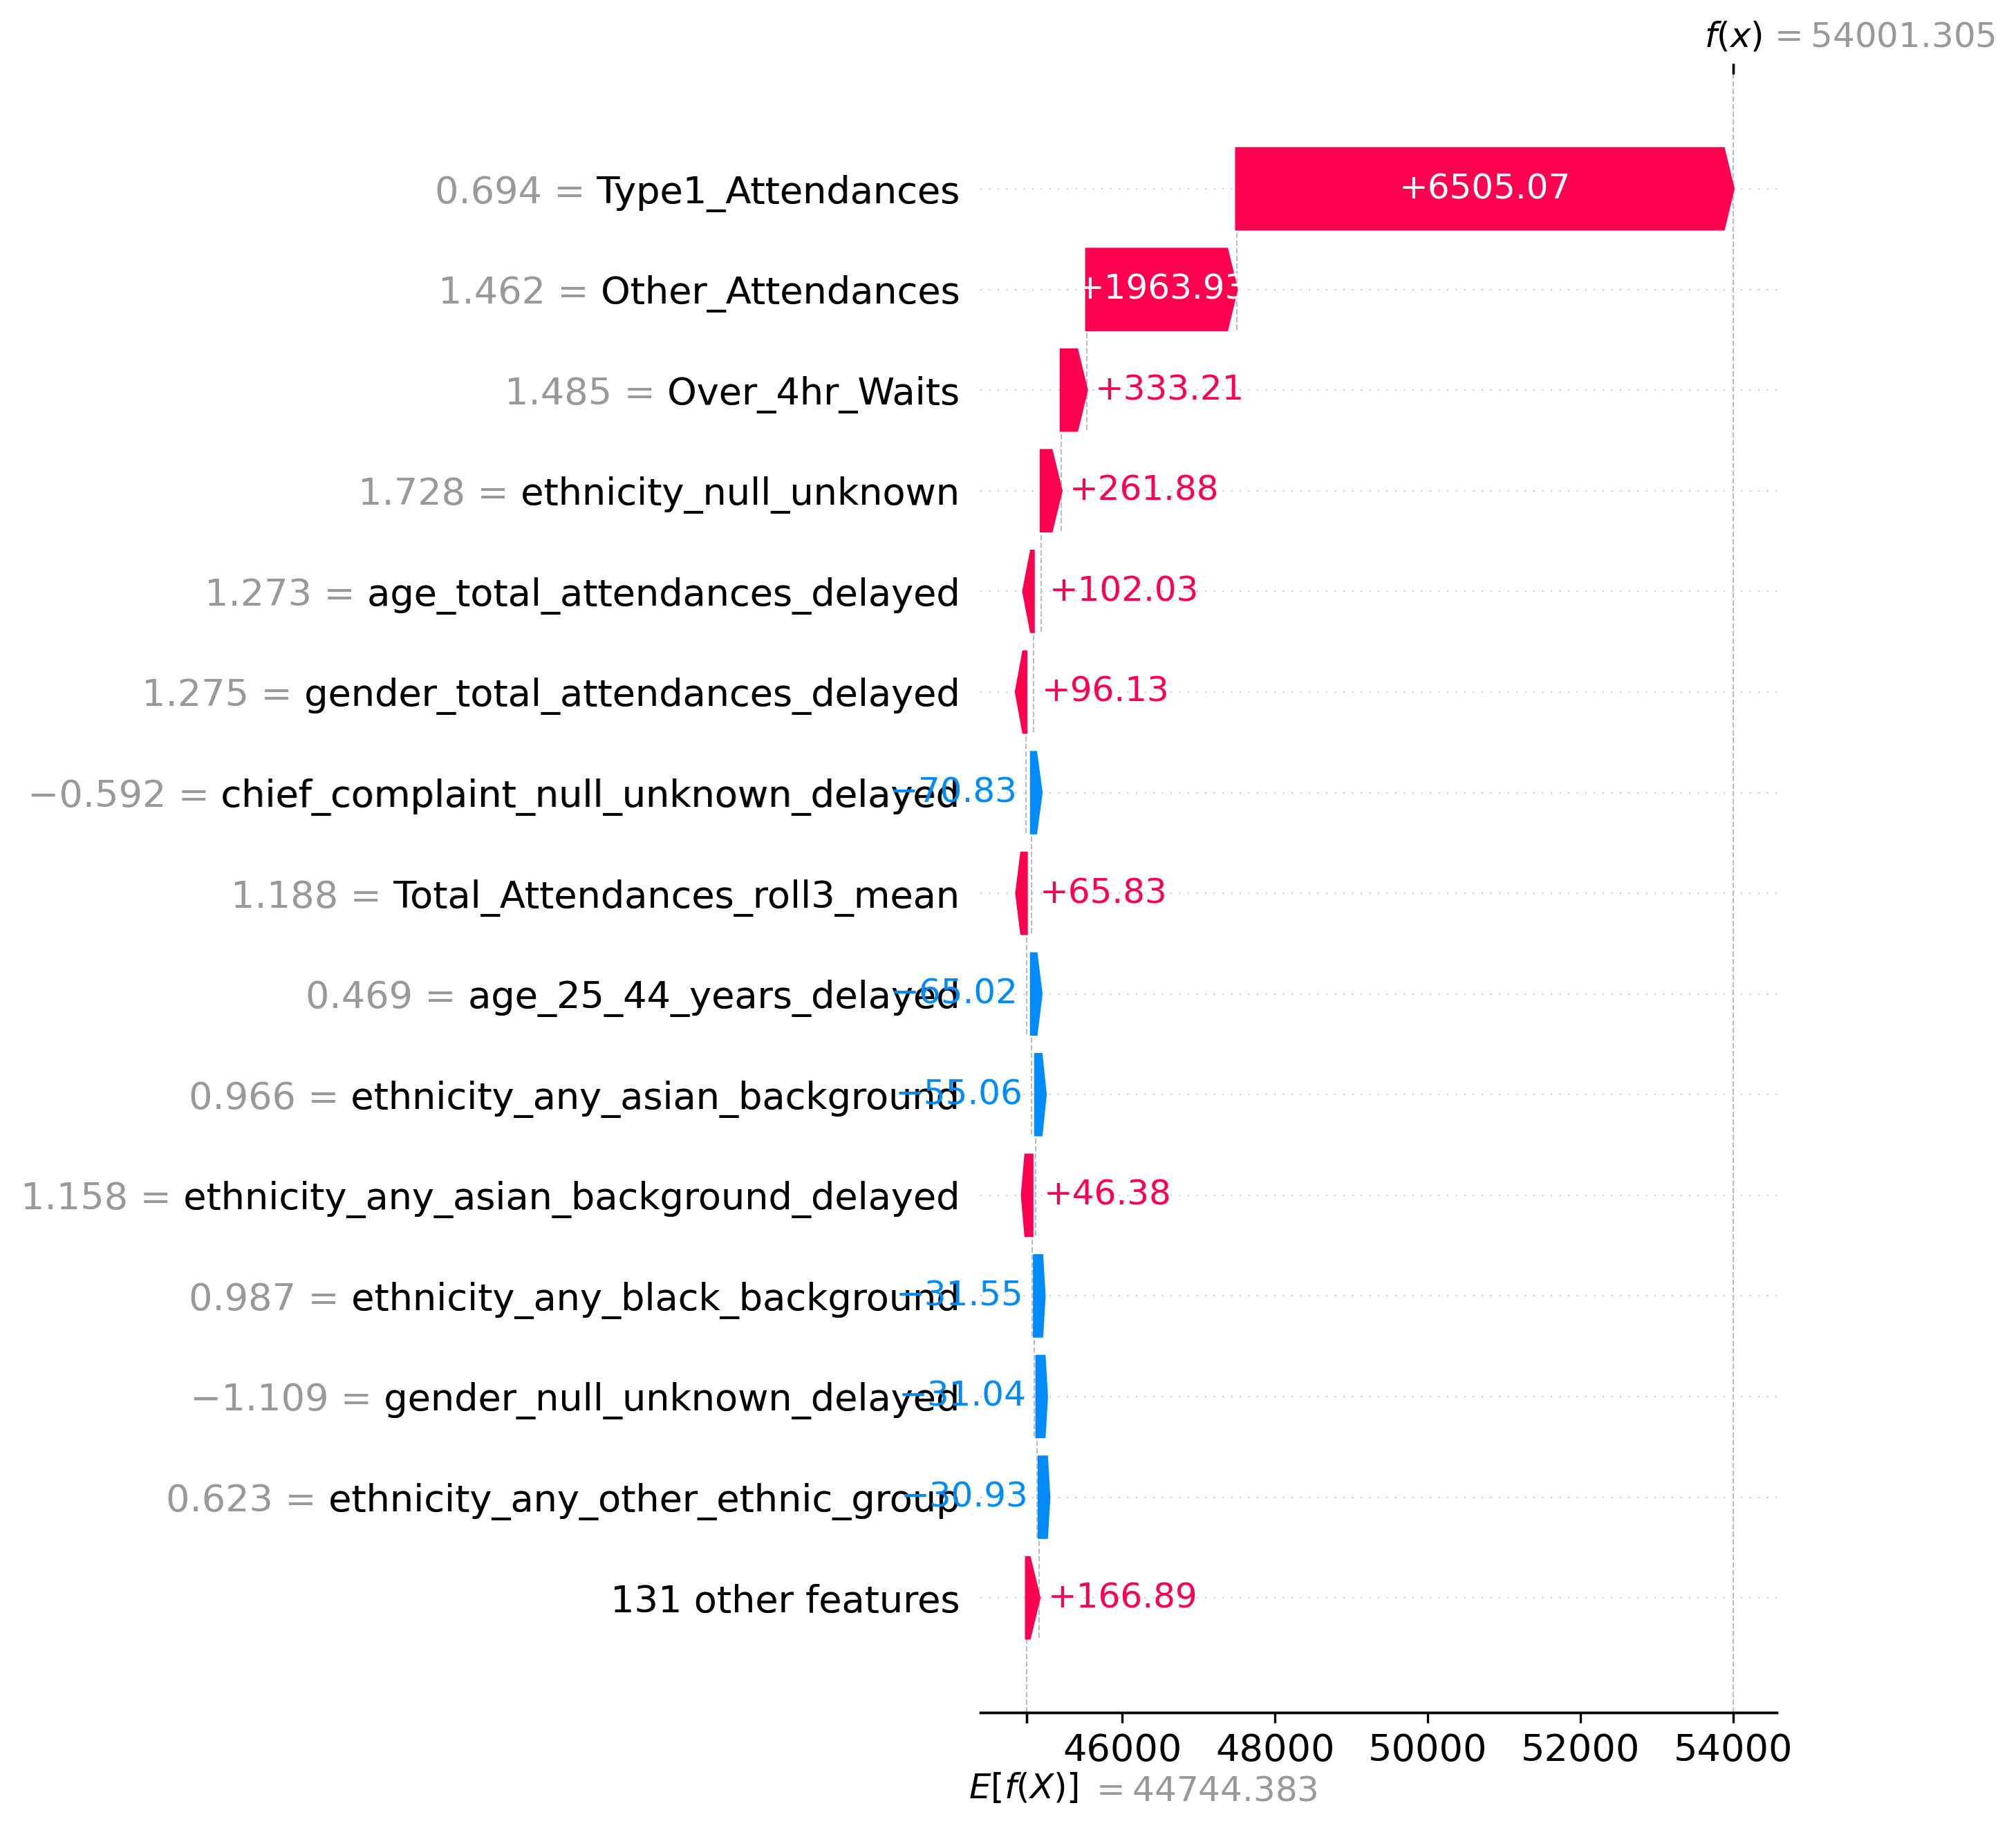 f(x) = 54001.305
0.694 = Type1_Attendances +6505.07
1.462 = Other_Attendances +1963.93
1.485 = Over_4hr_Waits +333.21
1.728 = ethnicity_null_unknown +261.88
1.273 = age_total_attendances_delayed +102.03
1.275 = gender_total_attendances_delayed +96.13
−0.592 = chief_complaint_null_unknown_delayed −70.83
1.188 = Total_Attendances_roll3_mean +65.83
0.469 = age_25_44_years_delayed −65.02
0.966 = ethnicity_any_asian_background −55.06
1.158 = ethnicity_any_asian_background_delayed +46.38
0.987 = ethnicity_any_black_background −31.55
−1.109 = gender_null_unknown_delayed −31.04
0.623 = ethnicity_any_other_ethnic_group −30.93
131 other features +166.89
46000 48000 50000 52000 54000
E[f(X)] = 44744.383